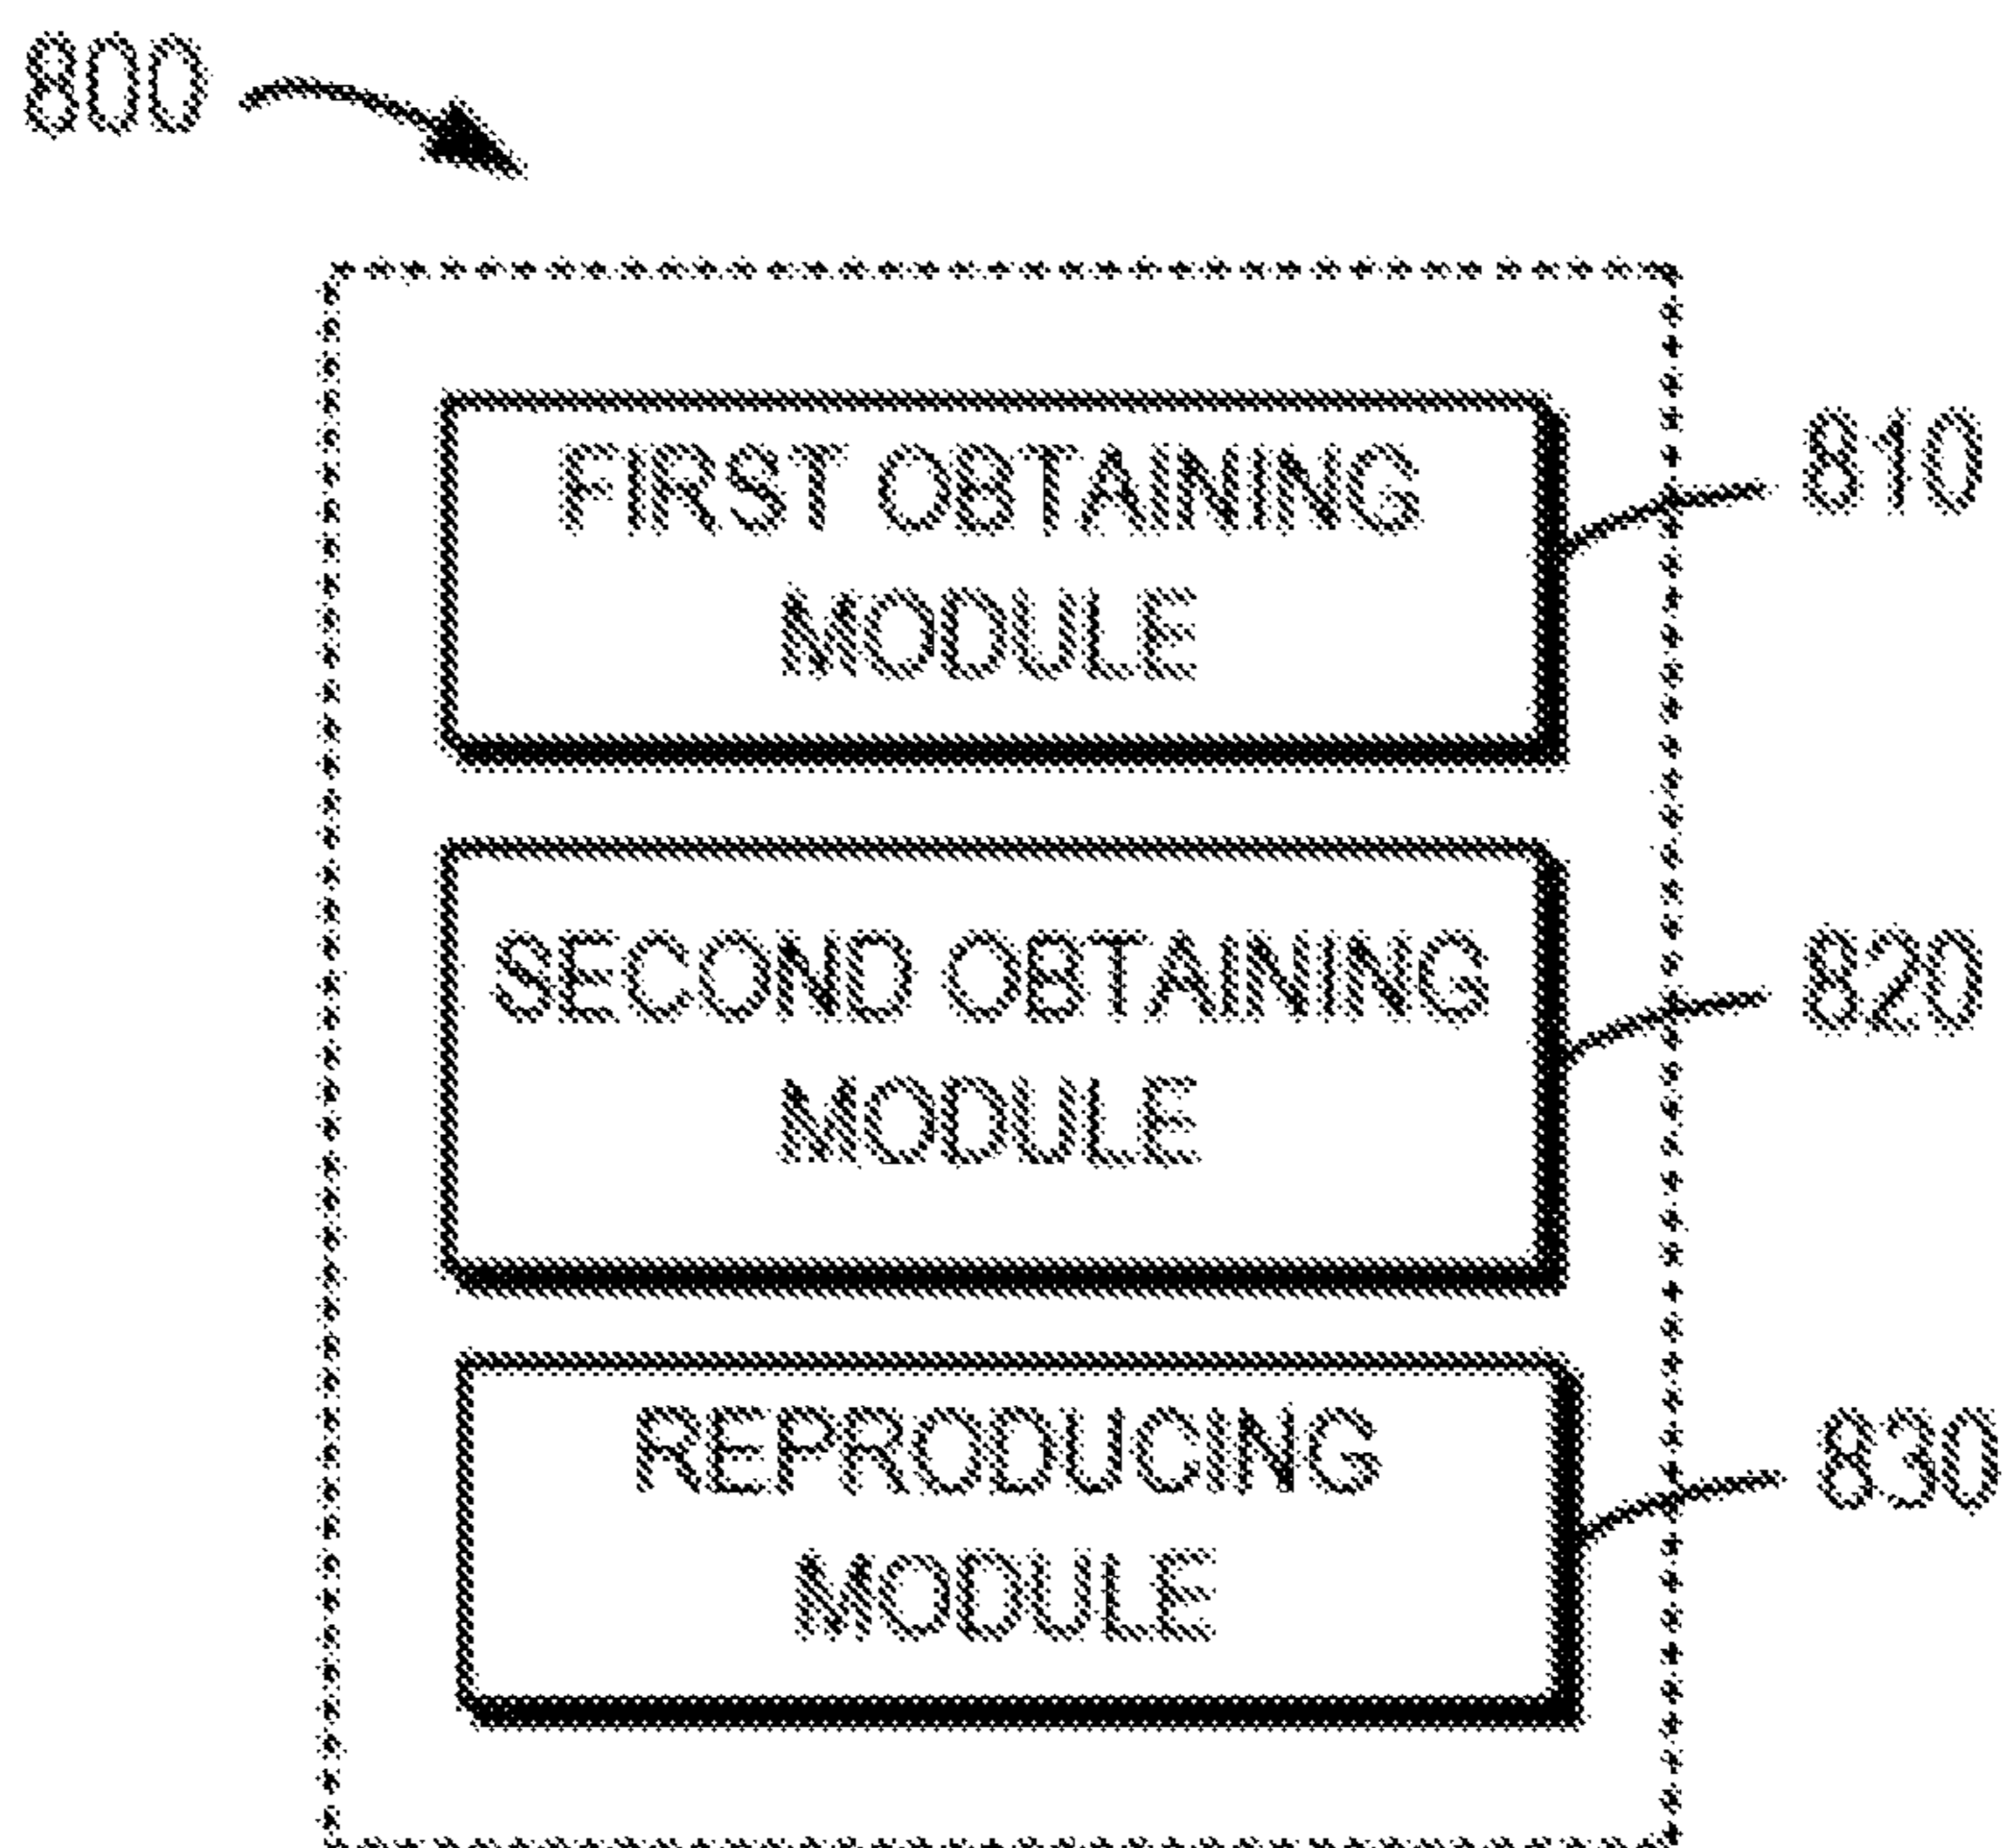 800
FIRST OBTAINING
MODULE
810
SECOND OBTAINING
MODULE
820
REPRODUCING
MODULE
830